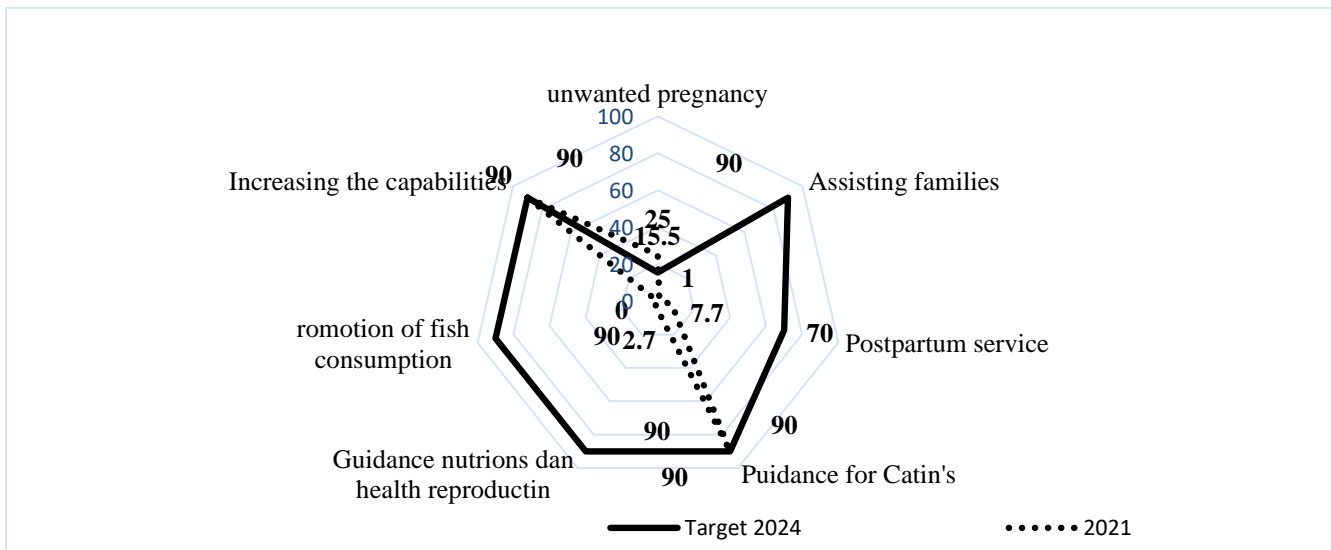 unwanted pregnancy
100
90
80
90
90
Increasing the capabilities
Assisting families
60
25
40
15.5
20
1
0
0
7.7
romotion of fish
consumption
90
2.7
70
Postpartum service
90
90
Guidance nutrions dan
health reproductin
90
Puidance for Catin's
Target 2024
2021